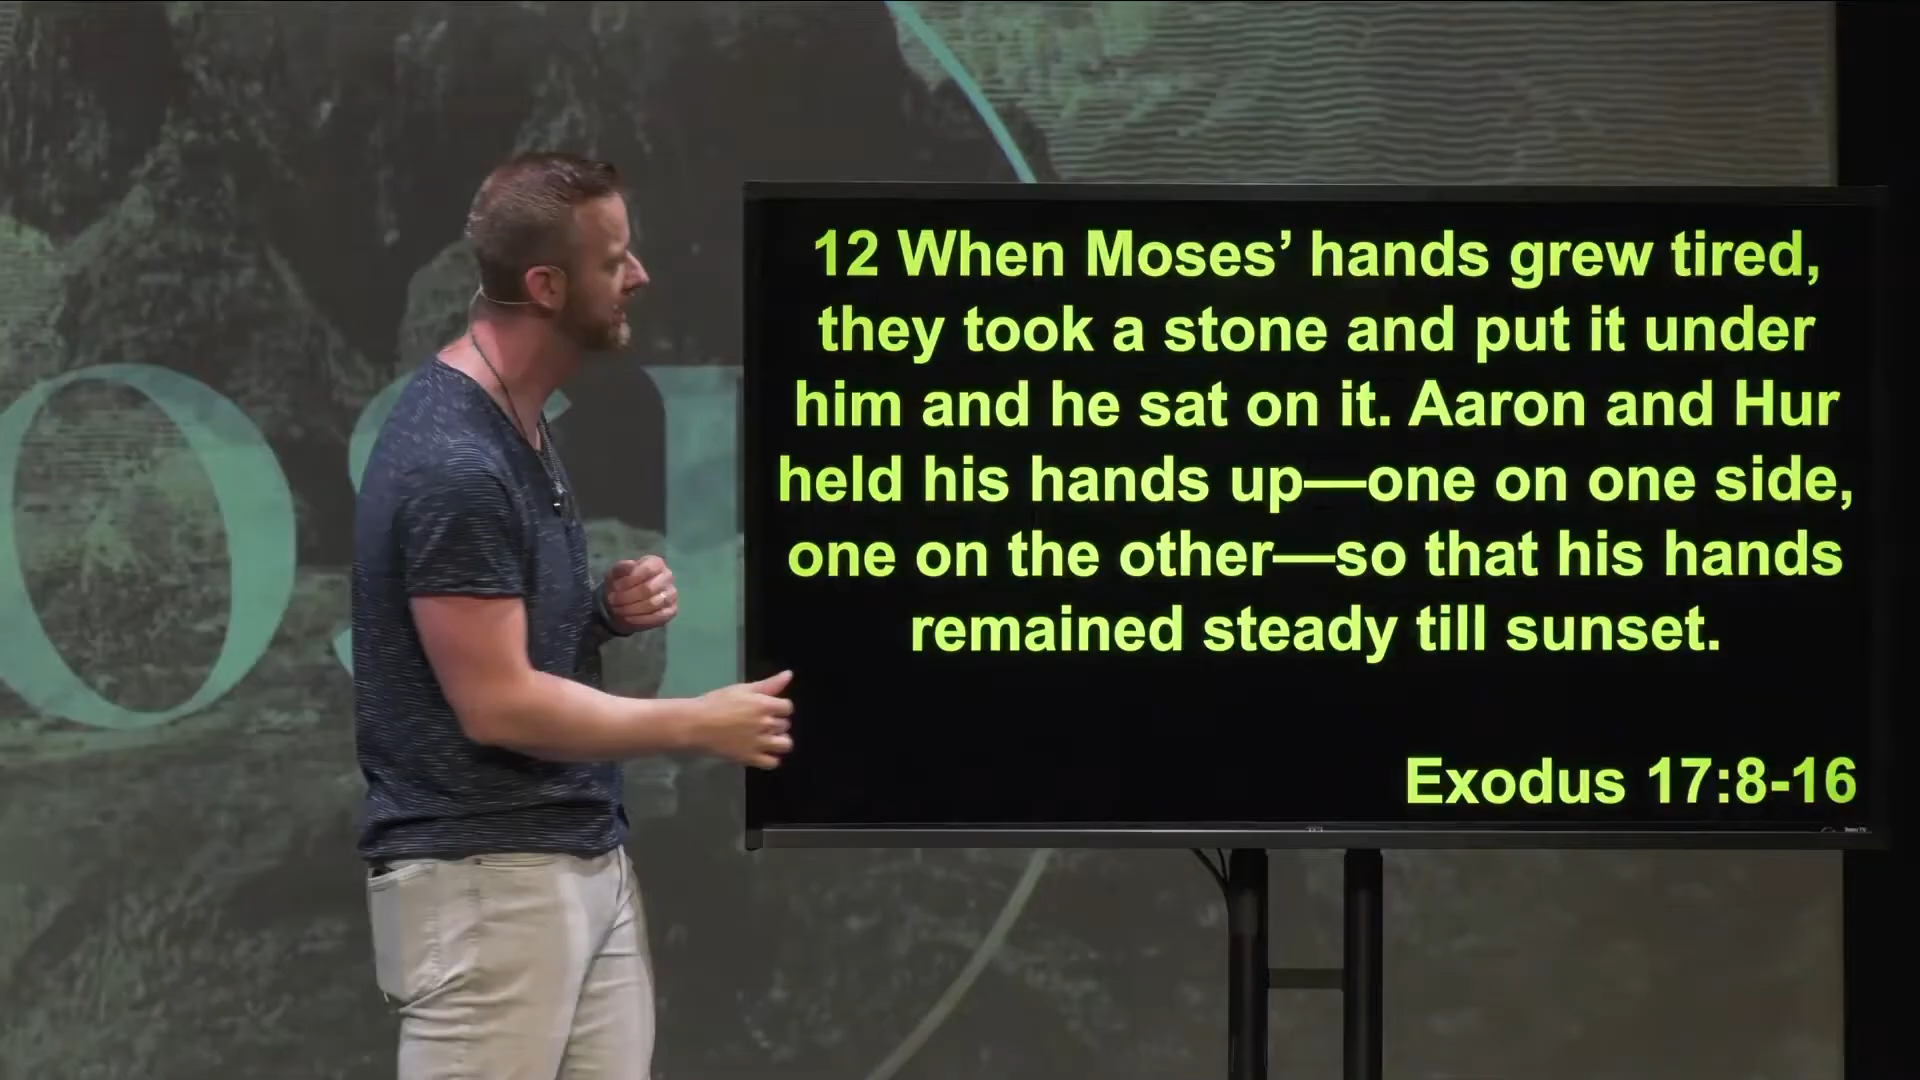 12 When Moses’ hands grew tired,
they took a stone and put it under
him and he sat on it. Aaron and Hur
held his hands up—one on one side,
one on the other—so that his hands
remained steady till sunset.
Exodus 17:8-16